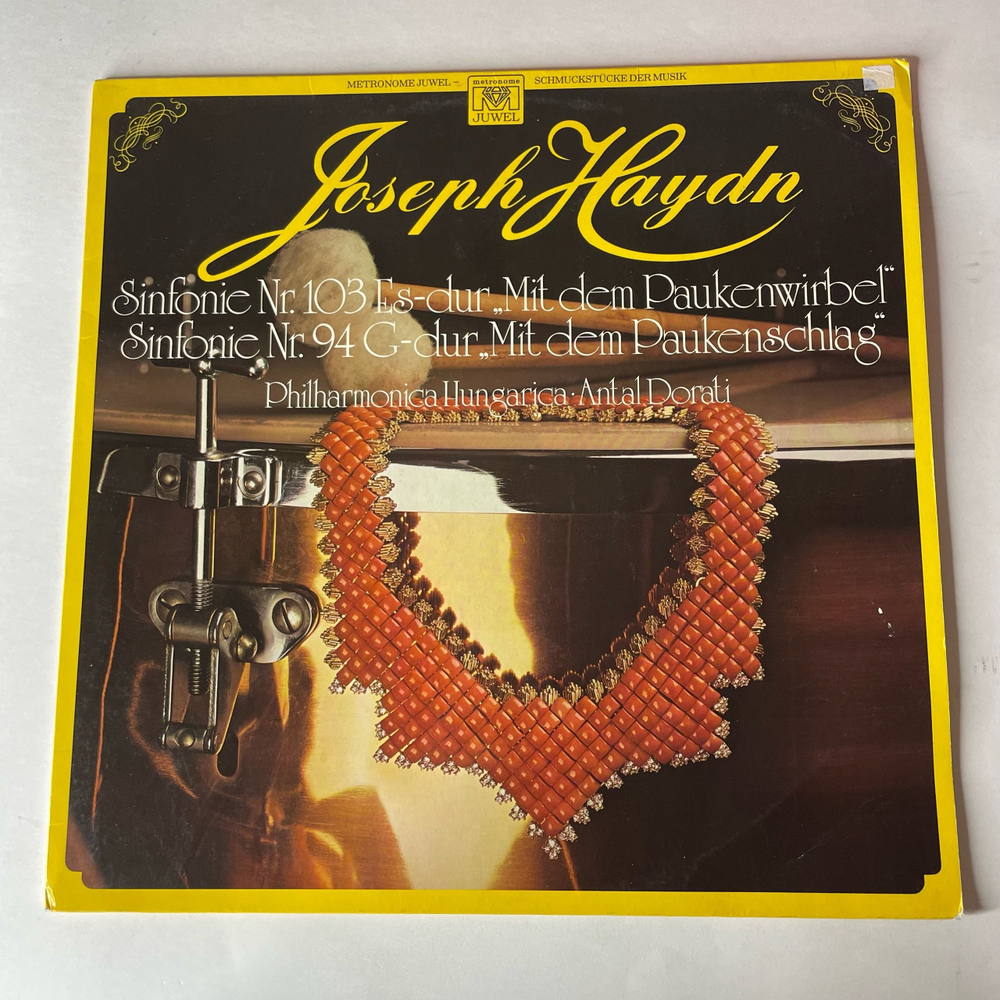 METRONOME JUWEL –
metronome
JUWEL
SCHMUCKSTÜCKE DER MUSIK
Joseph Haydn
Sinfonie Nr. 103 Es-dur „Mit dem Paukenwirbel“
Sinfonie Nr. 94 G-dur „Mit dem Paukenschlag“
Philharmonica Hungarica · Antal Dorati